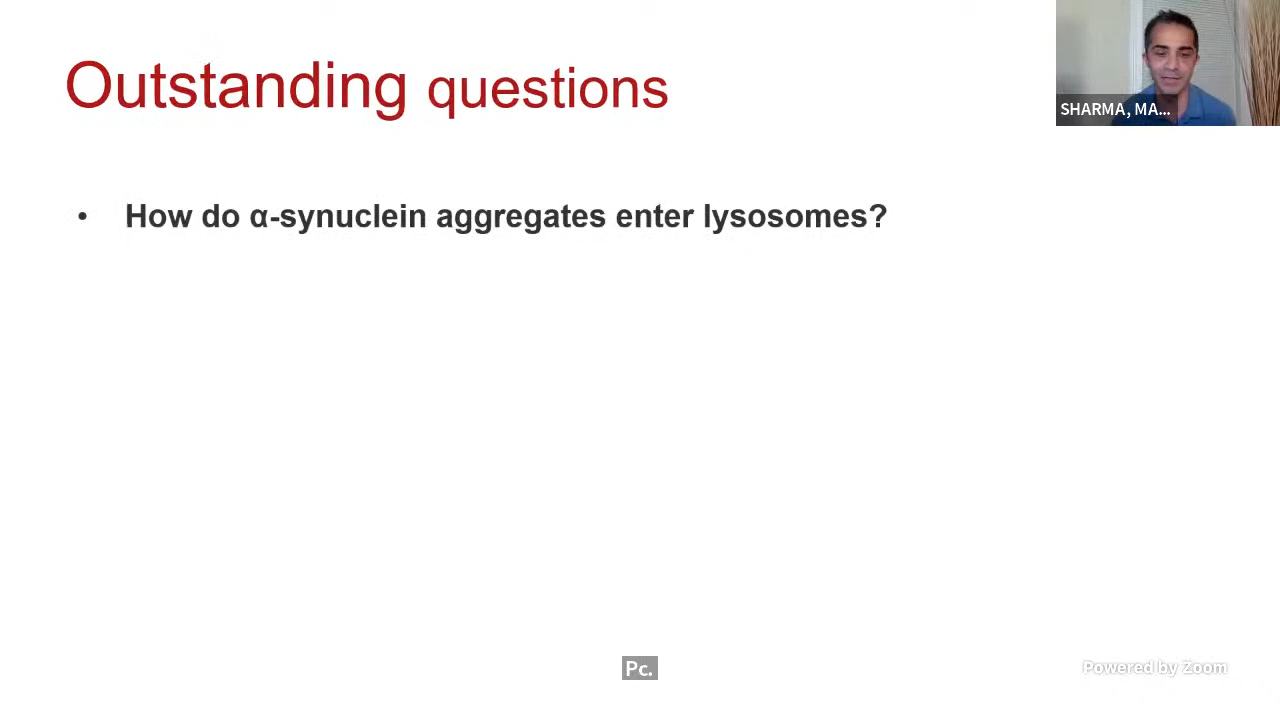 Outstanding questions
SHARMA, MA...
• How do α-synuclein aggregates enter lysosomes?
Pc.
Powered by Zoom